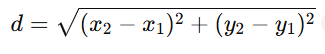 d = √(x₂ − x₁)² + (y₂ − y₁)²